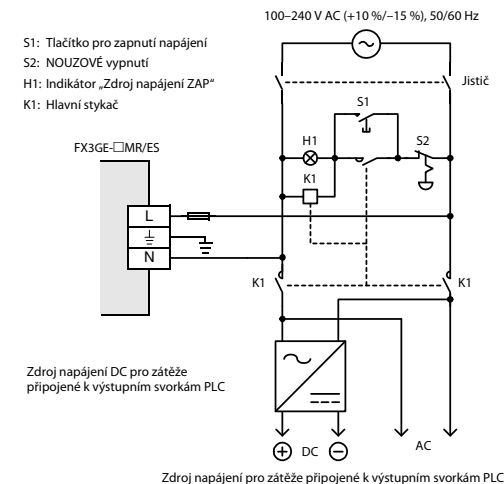 100–240 V AC (+10 %/–15 %), 50/60 Hz
S1: Tlačítko pro zapnutí napájení
S2: NOUZOVÉ vypnutí
H1: Indikátor „Zdroj napájení ZAP“
K1: Hlavní stykač
Jistič
S1
H1
S2
K1
FX3GE-□MR/ES
L
N
K1
K1
Zdroj napájení DC pro zátěže
připojené k výstupním svorkám PLC
DC
AC
Zdroj napájení pro zátěže připojené k výstupním svorkám PLC